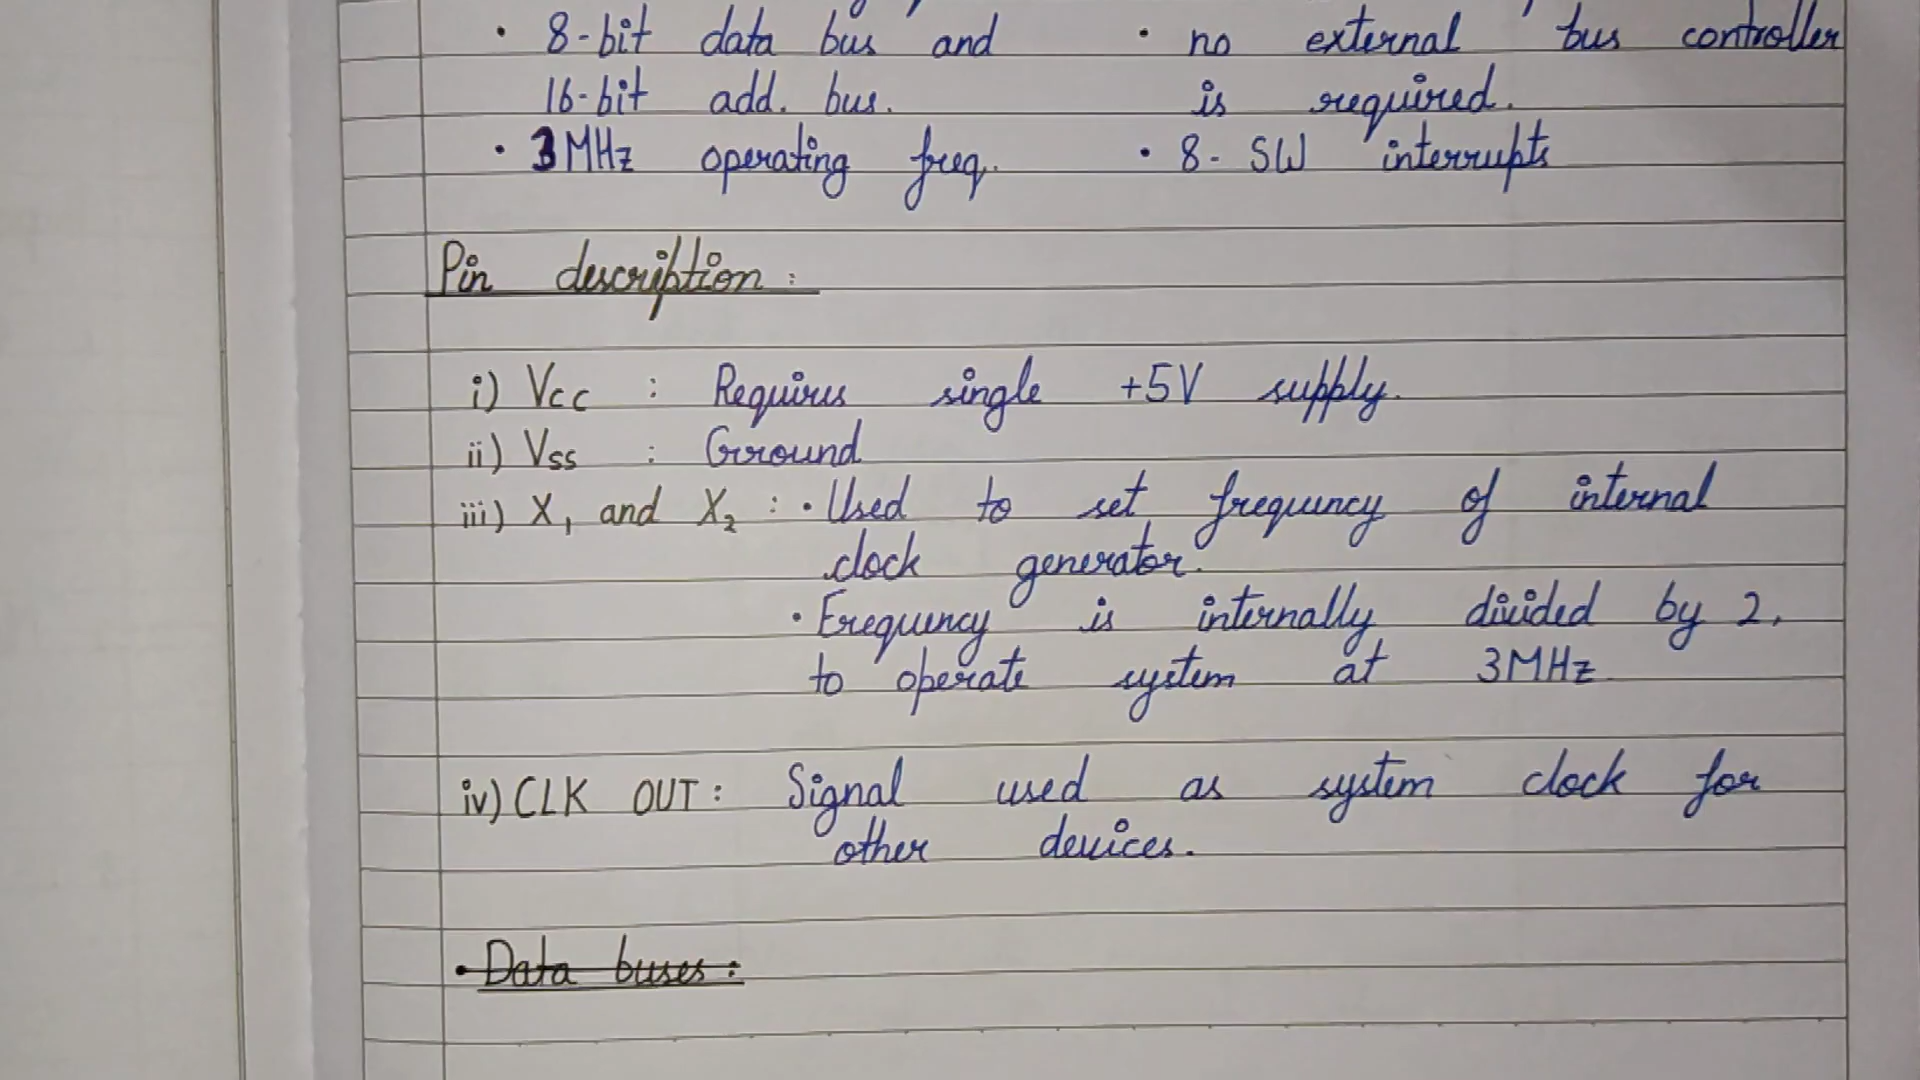 · 8-bit data bus and · no external bus controller
16-bit add. bus. is required.
· 3MHz operating freq. · 8- SW interrupts
Pin description :
i) Vcc : Requires single +5V supply.
ii) Vss : Ground
iii) X₁ and X₂ : · Used to set frequency of internal
clock generator.
· Frequency is internally divided by 2,
to operate system at 3MHz
iv) CLK OUT : Signal used as system clock for
other devices.
· Data buses :